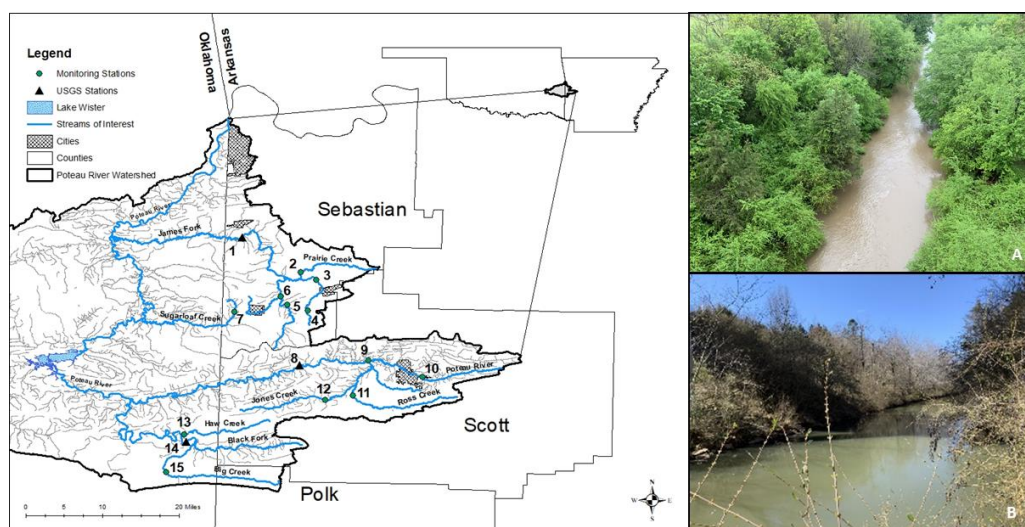 Legend
Monitoring Stations
USGS Stations
Lake Wister
Streams of Interest
Cities
Counties
Poteau River Watershed
Oklahoma
Arkansas
Sebastian
Poteau River
James Fork
1
Prairie Creek
2
3
6
5
4
Sugarloaf Creek
7
8
9
10
Poteau River
Poteau River
Jones Creek
12
11
Ross Creek
Scott
13
Haw Creek
14
Black Fork
15
Big Creek
Polk
0 5 10 20 Miles
N
W E
S
A
B